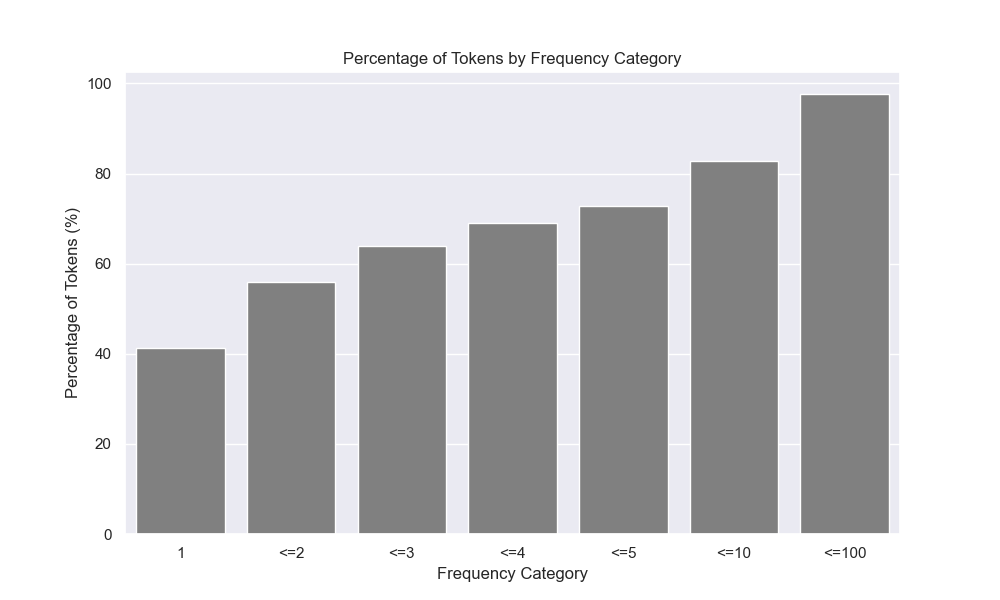 Percentage of Tokens by Frequency Category
100
80
60
40
20
0
Percentage of Tokens (%)
1 <=2 <=3 <=4 <=5 <=10 <=100
Frequency Category